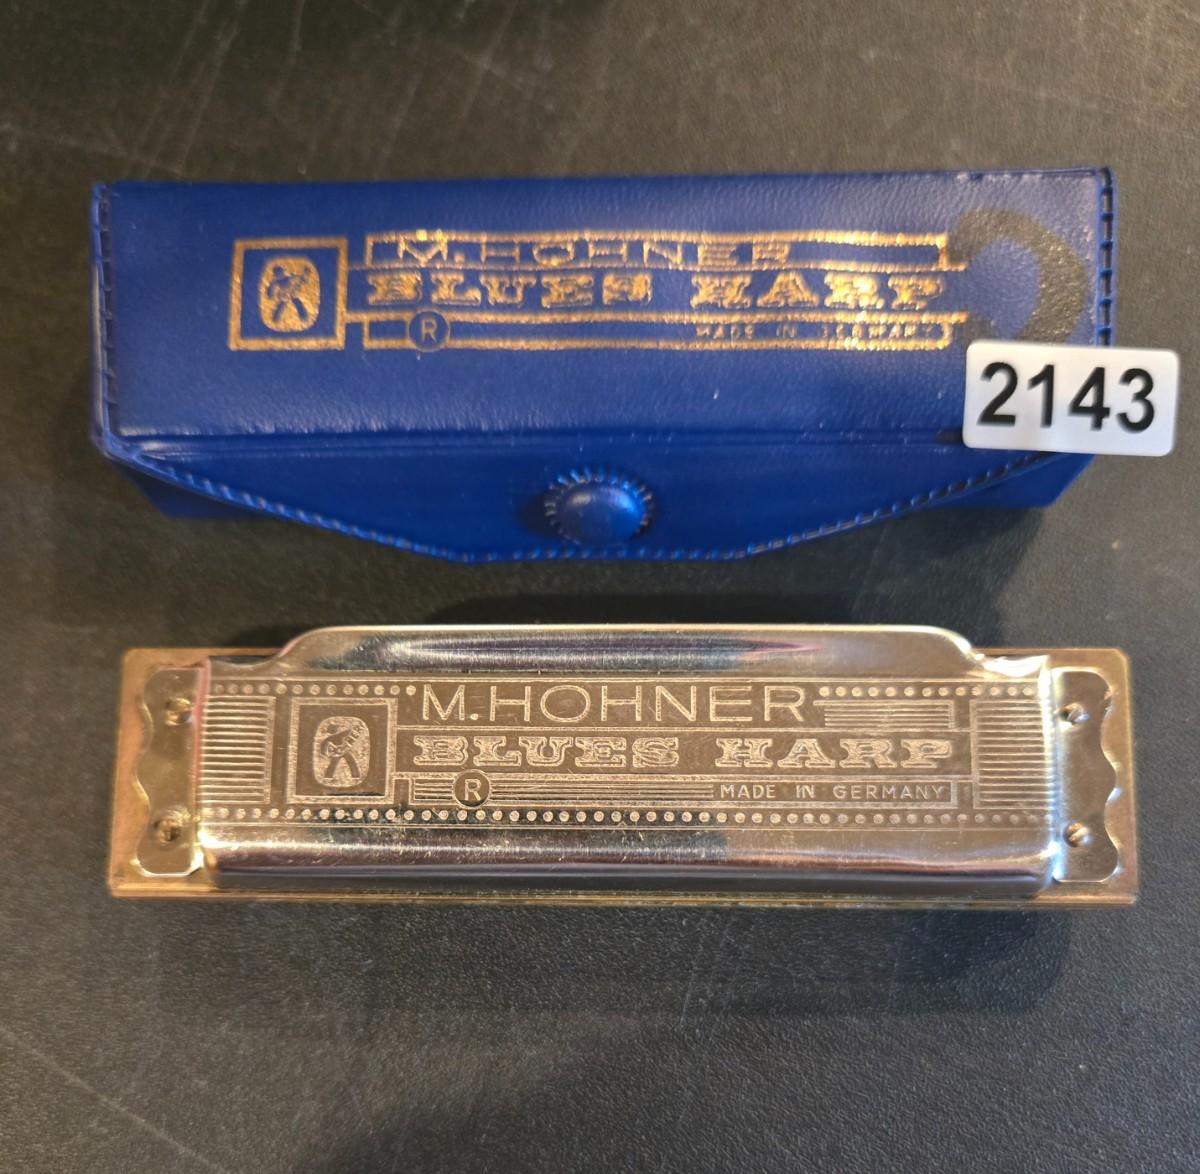 M. HOHNER
BLUES HARP
R MADE IN GERMANY
C
2143
M. HOHNER
BLUES HARP
R MADE IN GERMANY